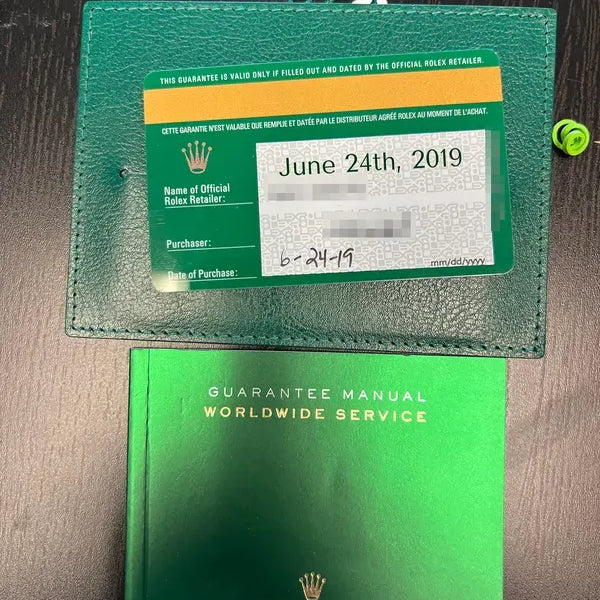 THIS GUARANTEE IS VALID ONLY IF FILLED OUT AND DATED BY THE OFFICIAL ROLEX RETAILER.
CETTE GARANTIE N'EST VALABLE QUE REMPLIE ET DATÉE PAR LE DISTRIBUTEUR AGRÉÉ ROLEX AU MOMENT DE L'ACHAT.
June 24th, 2019
Name of Official
Rolex Retailer:
Purchaser:
6-24-19
Date of Purchase:
mm/dd/yyyy
GUARANTEE MANUAL
WORLDWIDE SERVICE